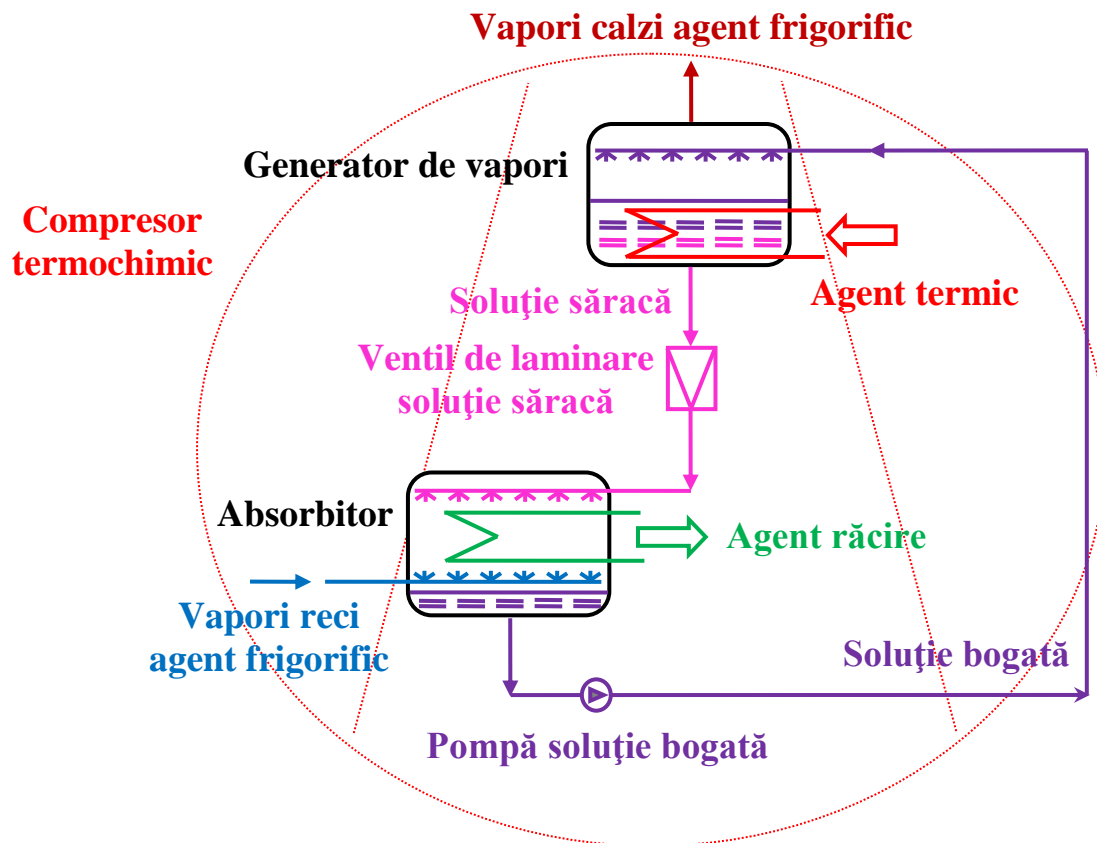 Vapori calzi agent frigorific
Generator de vapori
Compresor
termochimic
Agent termic
Soluţie săracă
Ventil de laminare
soluţie săracă
Absorbitor
Agent răcire
Vapori reci
agent frigorific
Soluţie bogată
Pompă soluţie bogată